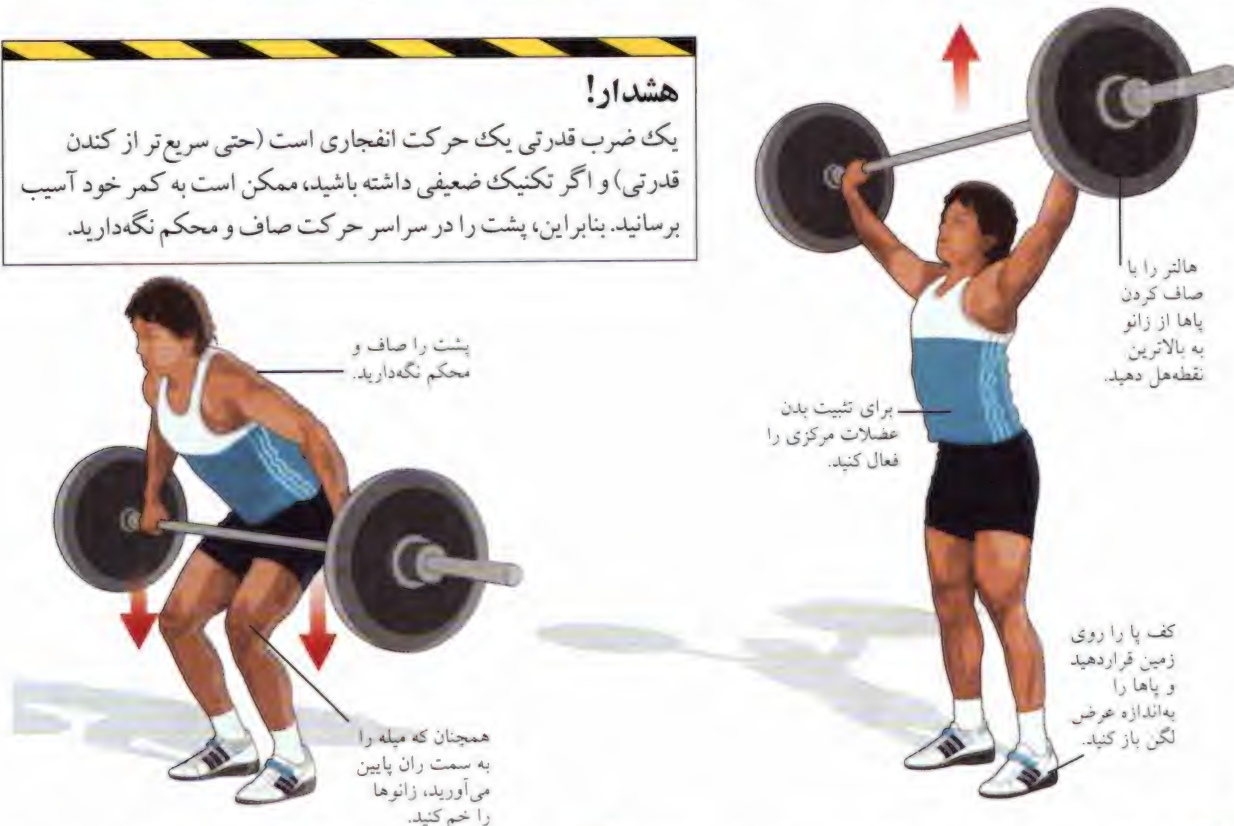 هشدار!
یک ضرب قدرتی یک حرکت انفجاری است (حتی سریع‌تر از کندن
قدرتی) و اگر تکنیک ضعیفی داشته باشید، ممکن است به کمر خود آسیب
برسانید. بنابراین، پشت را در سراسر حرکت صاف و محکم نگه‌دارید.
هالتر را با
صاف کردن
پاها از زانو
به بالاترین
نقطه‌هل دهید.
پشت را صاف و
محکم نگه‌دارید.
برای تثبیت بدن
عضلات مرکزی را
فعال کنید.
کف پا را روی
زمین قراردهید
و پاها را
به‌اندازه عرض
لگن باز کنید.
همچنان که میله را
به سمت ران پایین
می‌آورید، زانوها
را خم کنید.